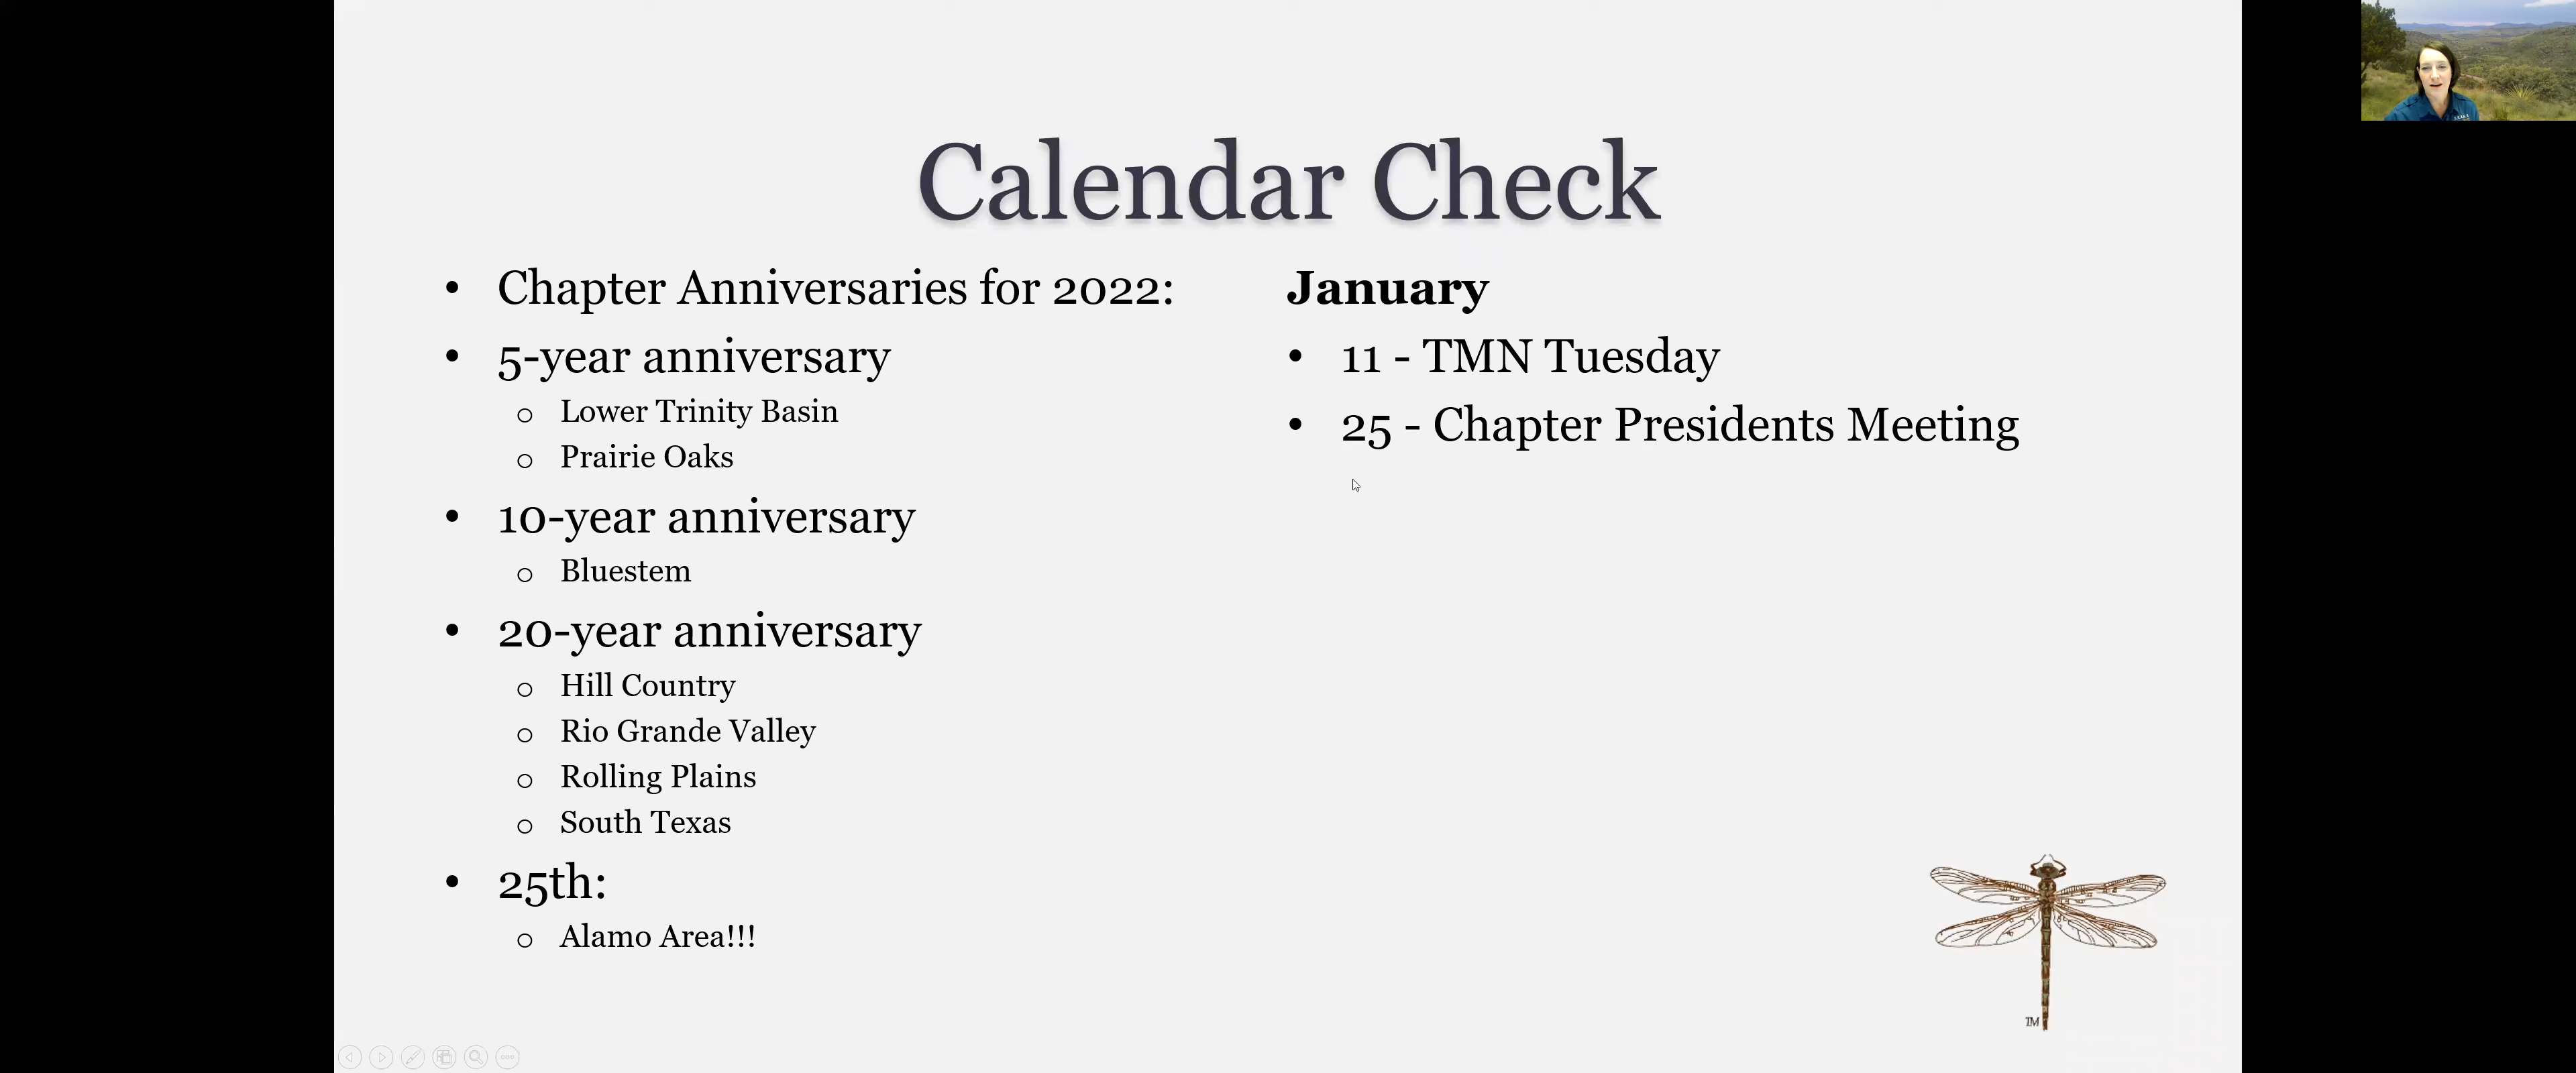 Calendar Check
• Chapter Anniversaries for 2022:
• 5-year anniversary
o Lower Trinity Basin
o Prairie Oaks
• 10-year anniversary
o Bluestem
• 20-year anniversary
o Hill Country
o Rio Grande Valley
o Rolling Plains
o South Texas
• 25th:
o Alamo Area!!!
January
• 11 - TMN Tuesday
• 25 - Chapter Presidents Meeting
TM